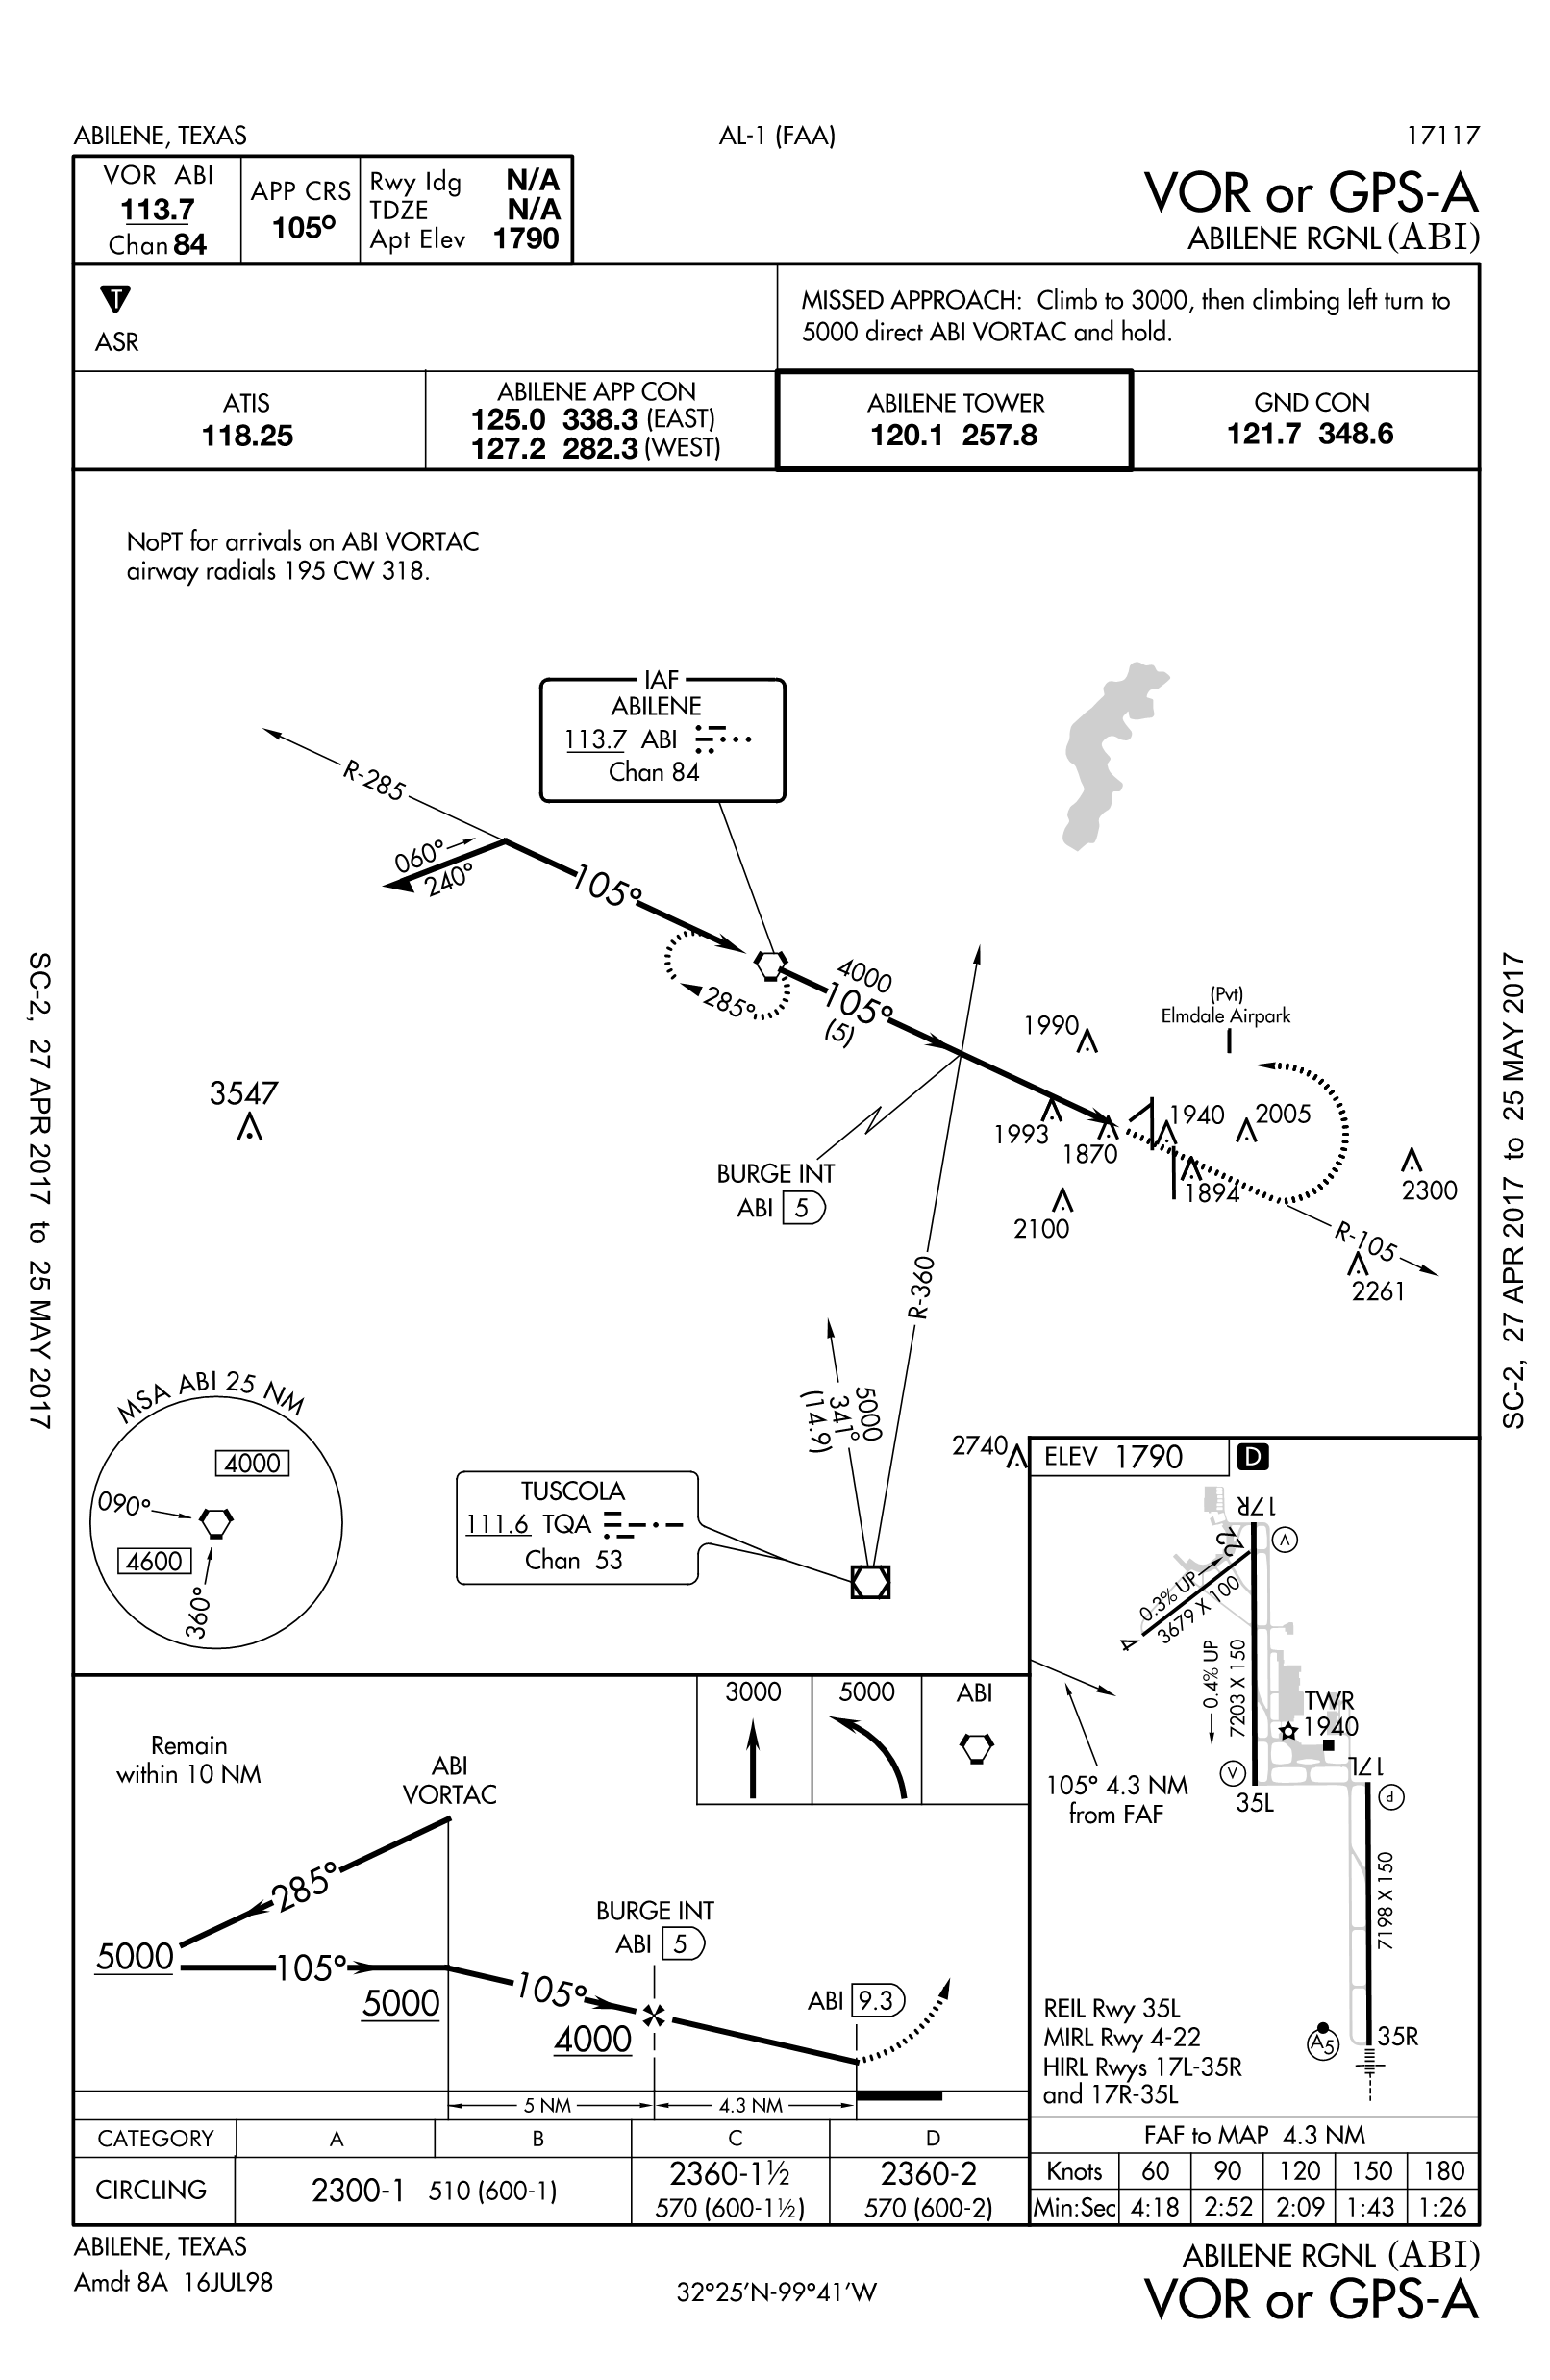 ABILENE, TEXAS
AL-1 (FAA)
17117
VOR ABI
113.7
Chan 84
APP CRS
105°
Rwy Idg N/A
TDZE N/A
Apt Elev 1790
VOR or GPS-A
ABILENE RGNL (ABI)
T
ASR
MISSED APPROACH: Climb to 3000, then climbing left turn to
5000 direct ABI VORTAC and hold.
ATIS
118.25
ABILENE APP CON
125.0 338.3 (EAST)
127.2 282.3 (WEST)
ABILENE TOWER
120.1 257.8
GND CON
121.7 348.6
NoPT for arrivals on ABI VORTAC
airway radials 195 CW 318.
IAF
ABILENE
113.7 ABI
Chan 84
R-285
060°
240°
105°
285°
4000
105°
(5)
1990
(Pvt)
Elmdale Airpark
3547
1993
1870
1940
2005
1894
2300
2100
BURGE INT
ABI 5
R-105
2261
R-360
5000
341°
(14.9)
MSA ABI 25 NM
4000
090°
4600
360°
TUSCOLA
111.6 TQA
Chan 53
2740
SC-2, 27 APR 2017 to 25 MAY 2017
SC-2, 27 APR 2017 to 25 MAY 2017
ELEV 1790
D
17R
V
22
0.3% UP
3679 X 100
4
0.4% UP
7203 X 150
TWR
1940
17L
V
35L
P
105° 4.3 NM
from FAF
7198 X 150
REIL Rwy 35L
MIRL Rwy 4-22
HIRL Rwys 17L-35R
and 17R-35L
A5
35R
3000
5000
ABI
Remain
within 10 NM
ABI
VORTAC
285°
5000
105°
5000
105°
BURGE INT
ABI 5
4000
ABI 9.3
5 NM
4.3 NM
CATEGORY A B C D
CIRCLING
2300-1 510 (600-1)
2360-1½
570 (600-1½)
2360-2
570 (600-2)
FAF to MAP 4.3 NM
Knots 60 90 120 150 180
Min:Sec 4:18 2:52 2:09 1:43 1:26
ABILENE, TEXAS
Amdt 8A 16JUL98
32°25'N-99°41'W
ABILENE RGNL (ABI)
VOR or GPS-A